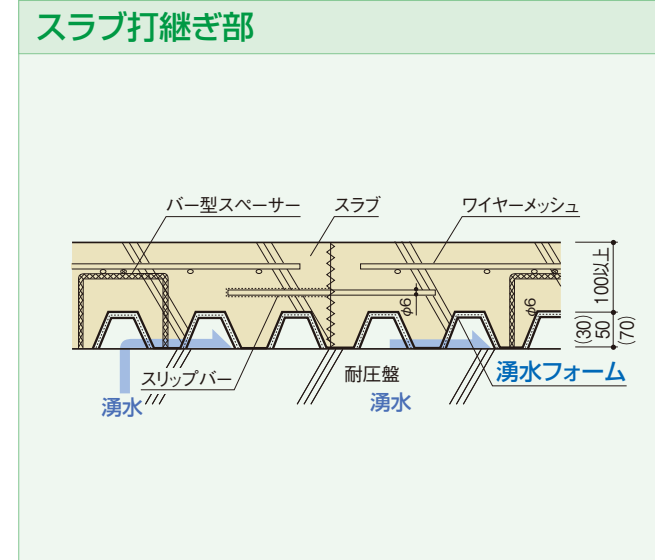 スラブ打継ぎ部
バー型スペーサー
スラブ
ワイヤーメッシュ
100以上
φ6
φ6
(30)
50
(70)
スリップバー
耐圧盤
湧水フォーム
湧水
湧水